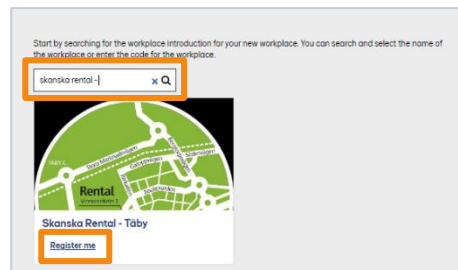 Start by searching for the workplace introduction for your new workplace. You can search and select the name of
the workplace or enter the code for the workplace.
skanska rental -
Rental
Skanska Rental - Täby
Register me